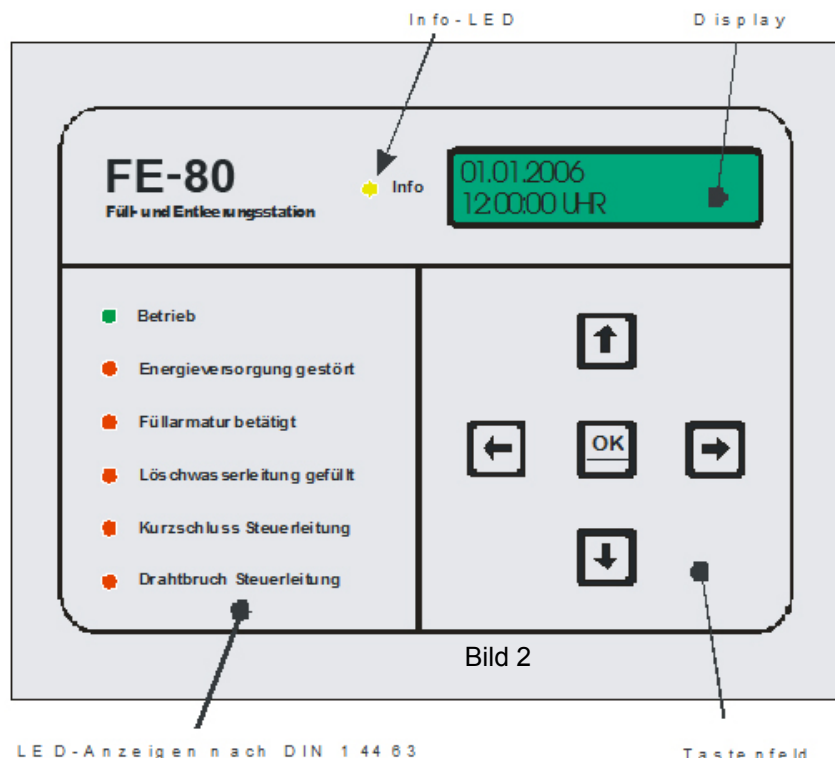 Info-LED
Display
FE-80
Füll- und Entleerungsstation
Info
01.01.2006
12:00:00 UHR
Betrieb
Energieversorgung gestört
Füllarmatur betätigt
Löschwasserleitung gefüllt
Kurzschluss Steuerleitung
Drahtbruch Steuerleitung
OK
Bild 2
LED-Anzeigen nach DIN 14463
Tastenfeld